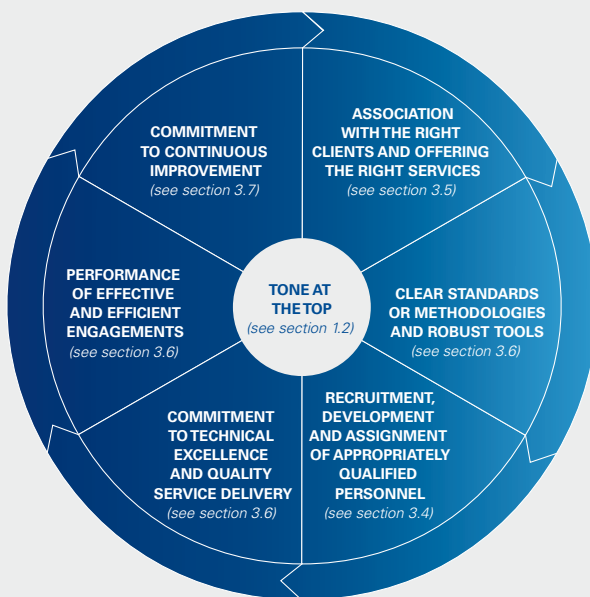 COMMITMENT
TO CONTINUOUS
IMPROVEMENT
(see section 3.7)
ASSOCIATION
WITH THE RIGHT
CLIENTS AND OFFERING
THE RIGHT SERVICES
(see section 3.5)
PERFORMANCE
OF EFFECTIVE
AND EFFICIENT
ENGAGEMENTS
(see section 3.6)
TONE AT
THE TOP
(see section 1.2)
CLEAR STANDARDS
OR METHODOLOGIES
AND ROBUST TOOLS
(see section 3.6)
COMMITMENT
TO TECHNICAL
EXCELLENCE
AND QUALITY
SERVICE DELIVERY
(see section 3.6)
RECRUITMENT,
DEVELOPMENT
AND ASSIGNMENT
OF APPROPRIATELY
QUALIFIED
PERSONNEL
(see section 3.4)